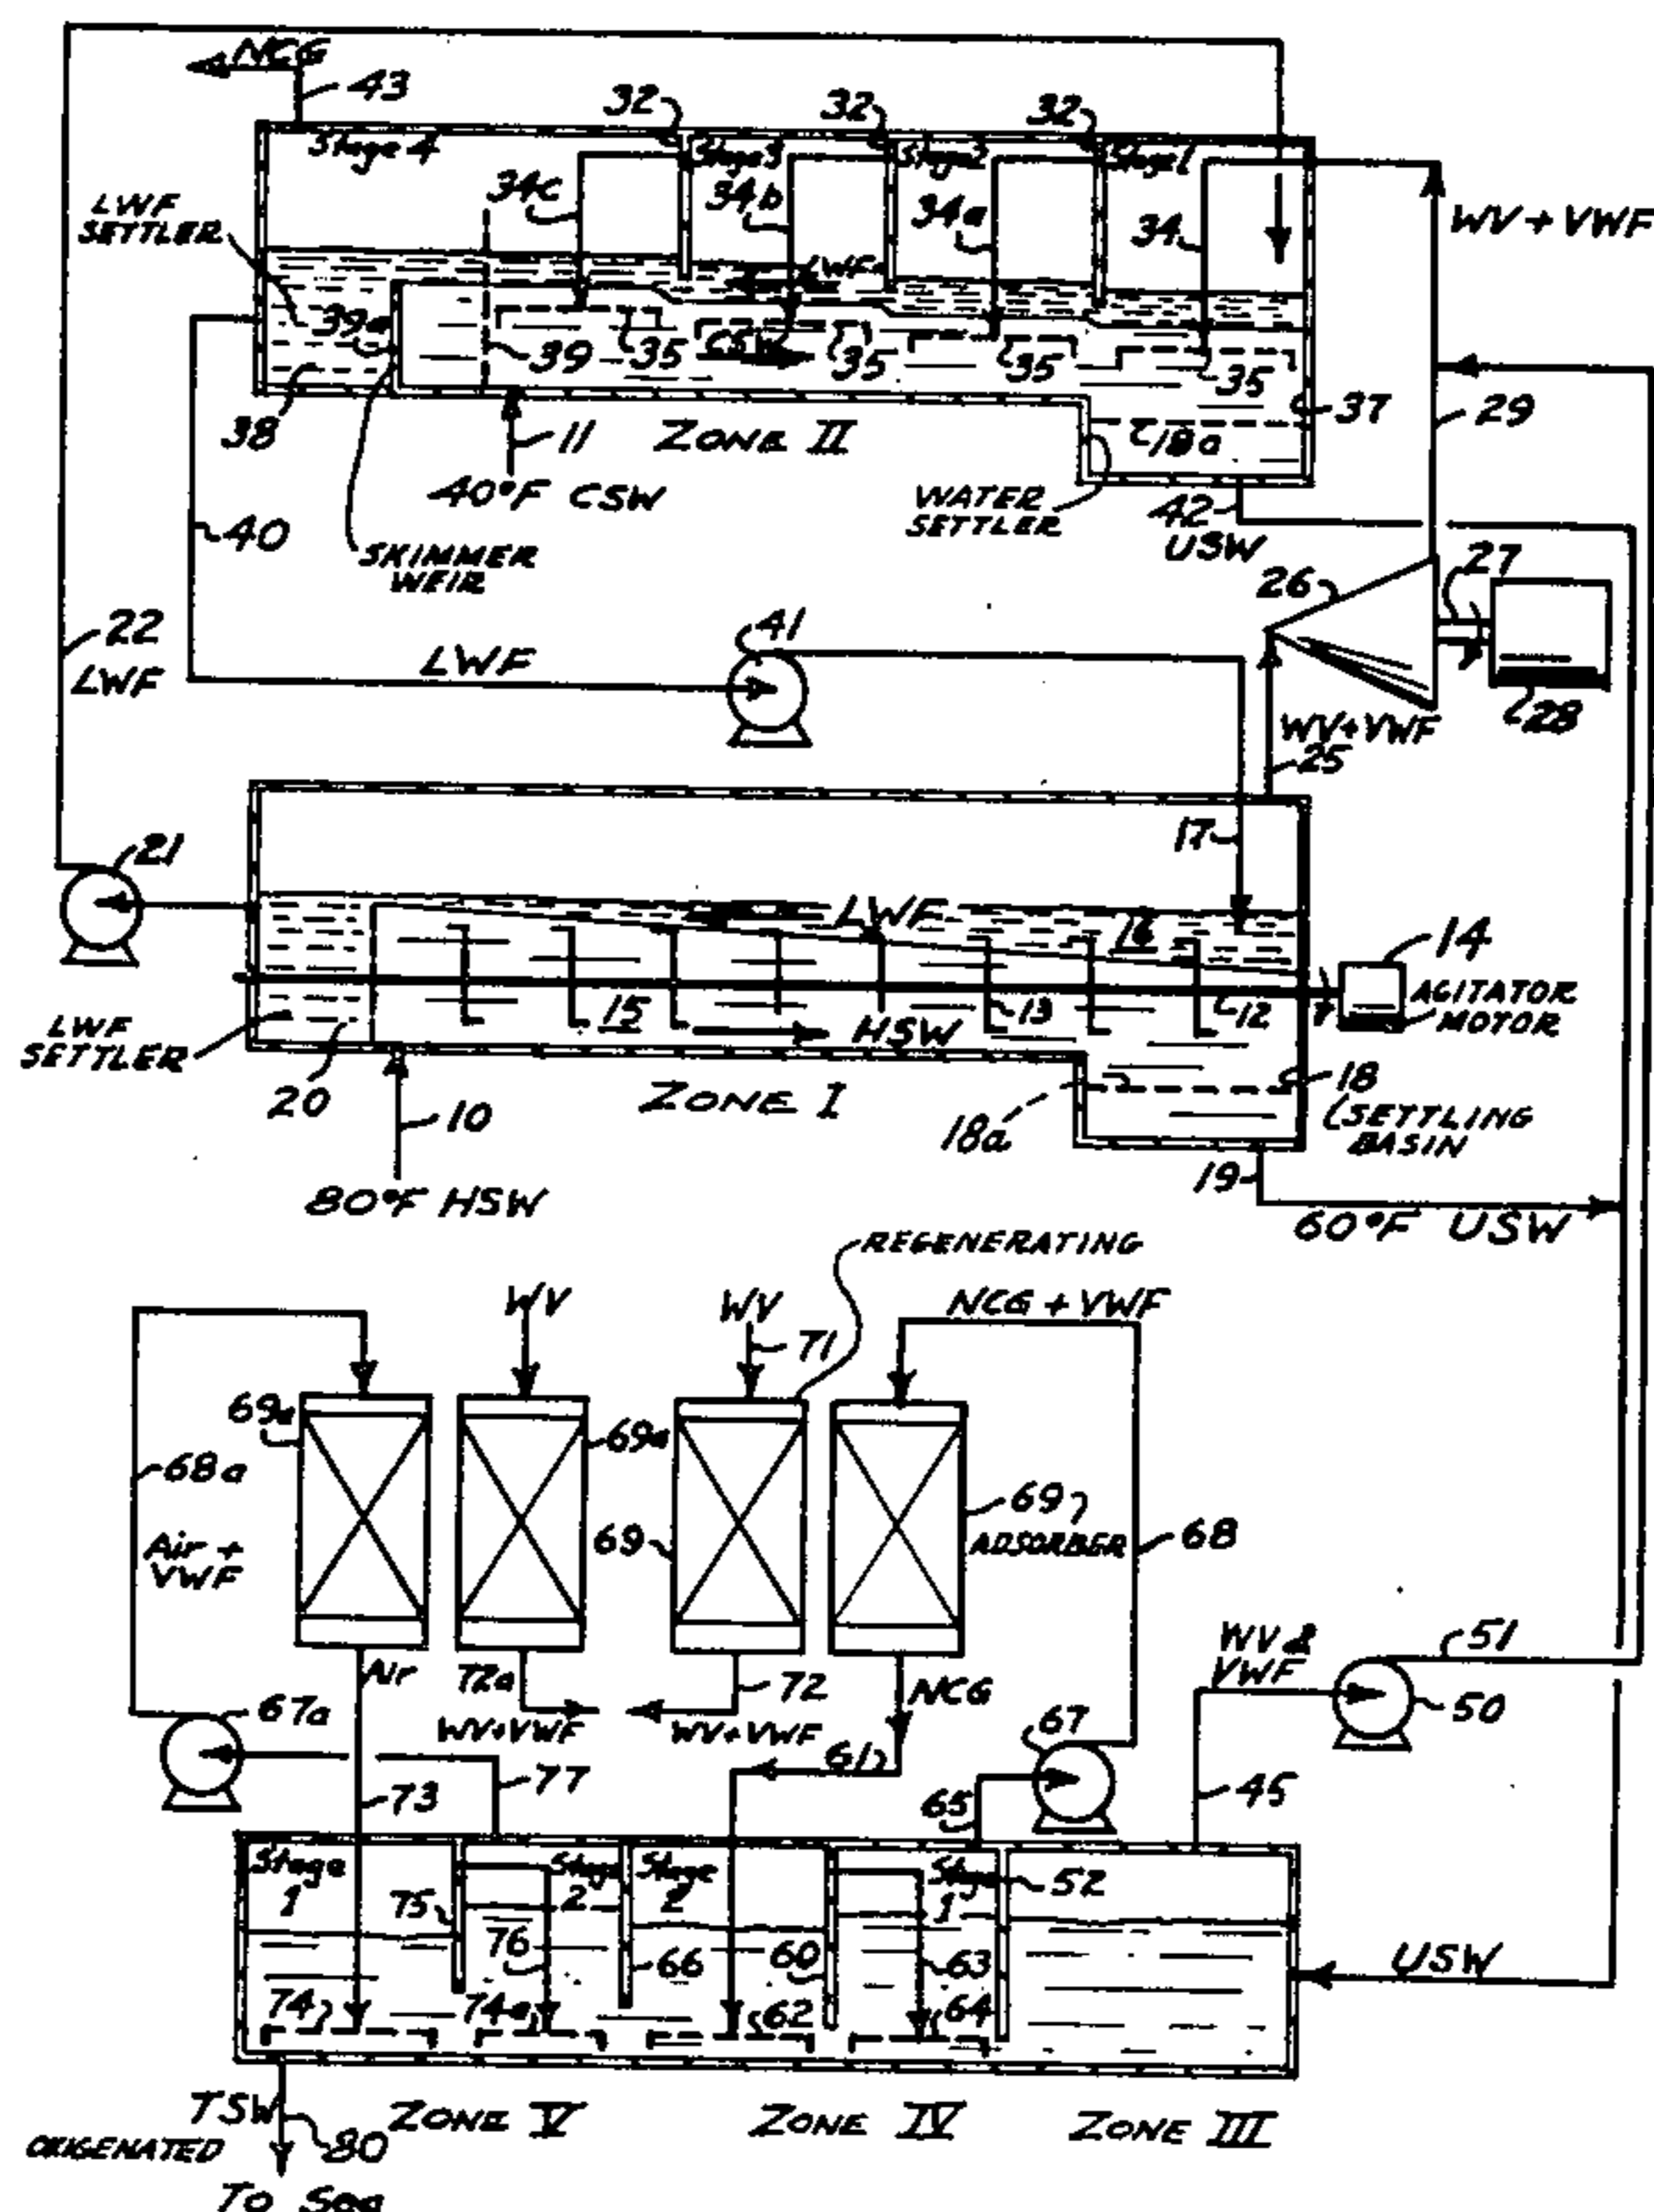 NCG
43
32
32
32
Stage 4
Stage 3
Stage 2
Stage 1
34c
34b
34a
34
WV + VWF
LWF
SETTLER
LWF
39a
39
35
CSW
35
35
35
37
29
38
11
ZONE II
18a
40°F CSW
WATER
SETTLER
42
USW
40
SKIMMER
WEIR
27
26
22
LWF
LWF
41
28
WV+VWF
25
21
17
LWF
16
14
AGITATOR
MOTOR
15
HSW
13
12
LWF
SETTLER
20
10
ZONE I
18a
18
(SETTLING
BASIN
19
80°F HSW
60°F USW
REGENERATING
WV
WV
71
NCG + VWF
69a
69a
68a
69
69
ADSORBER
68
Air +
VWF
Air
72a
72
NCG
WV &
VWF
51
67a
WV+VWF
WV+VWF
67
50
61
77
73
65
45
Stage
1
Stage
2
Stage
2
Stage
1
52
75
76
66
60
63
USW
74
74a
62
64
TSW
ZONE V
ZONE IV
ZONE III
OXIGENATED
80
To Sea